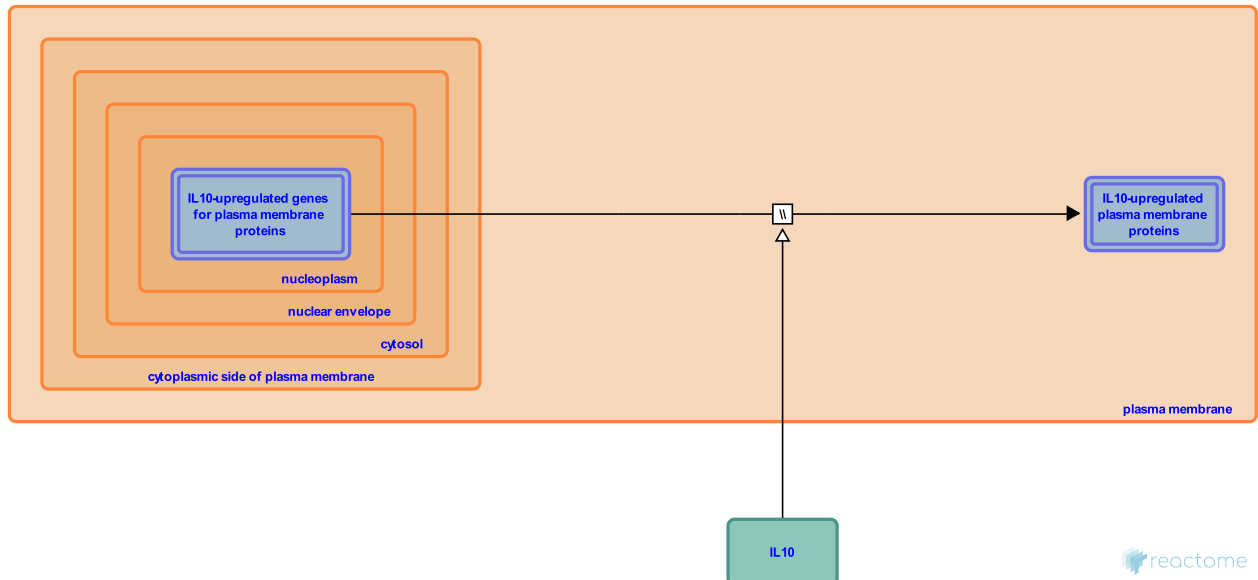 IL10-upregulated genes
for plasma membrane
proteins
\\
IL10-upregulated
plasma membrane
proteins
nucleoplasm
nuclear envelope
cytosol
cytoplasmic side of plasma membrane
plasma membrane
IL10
reactome